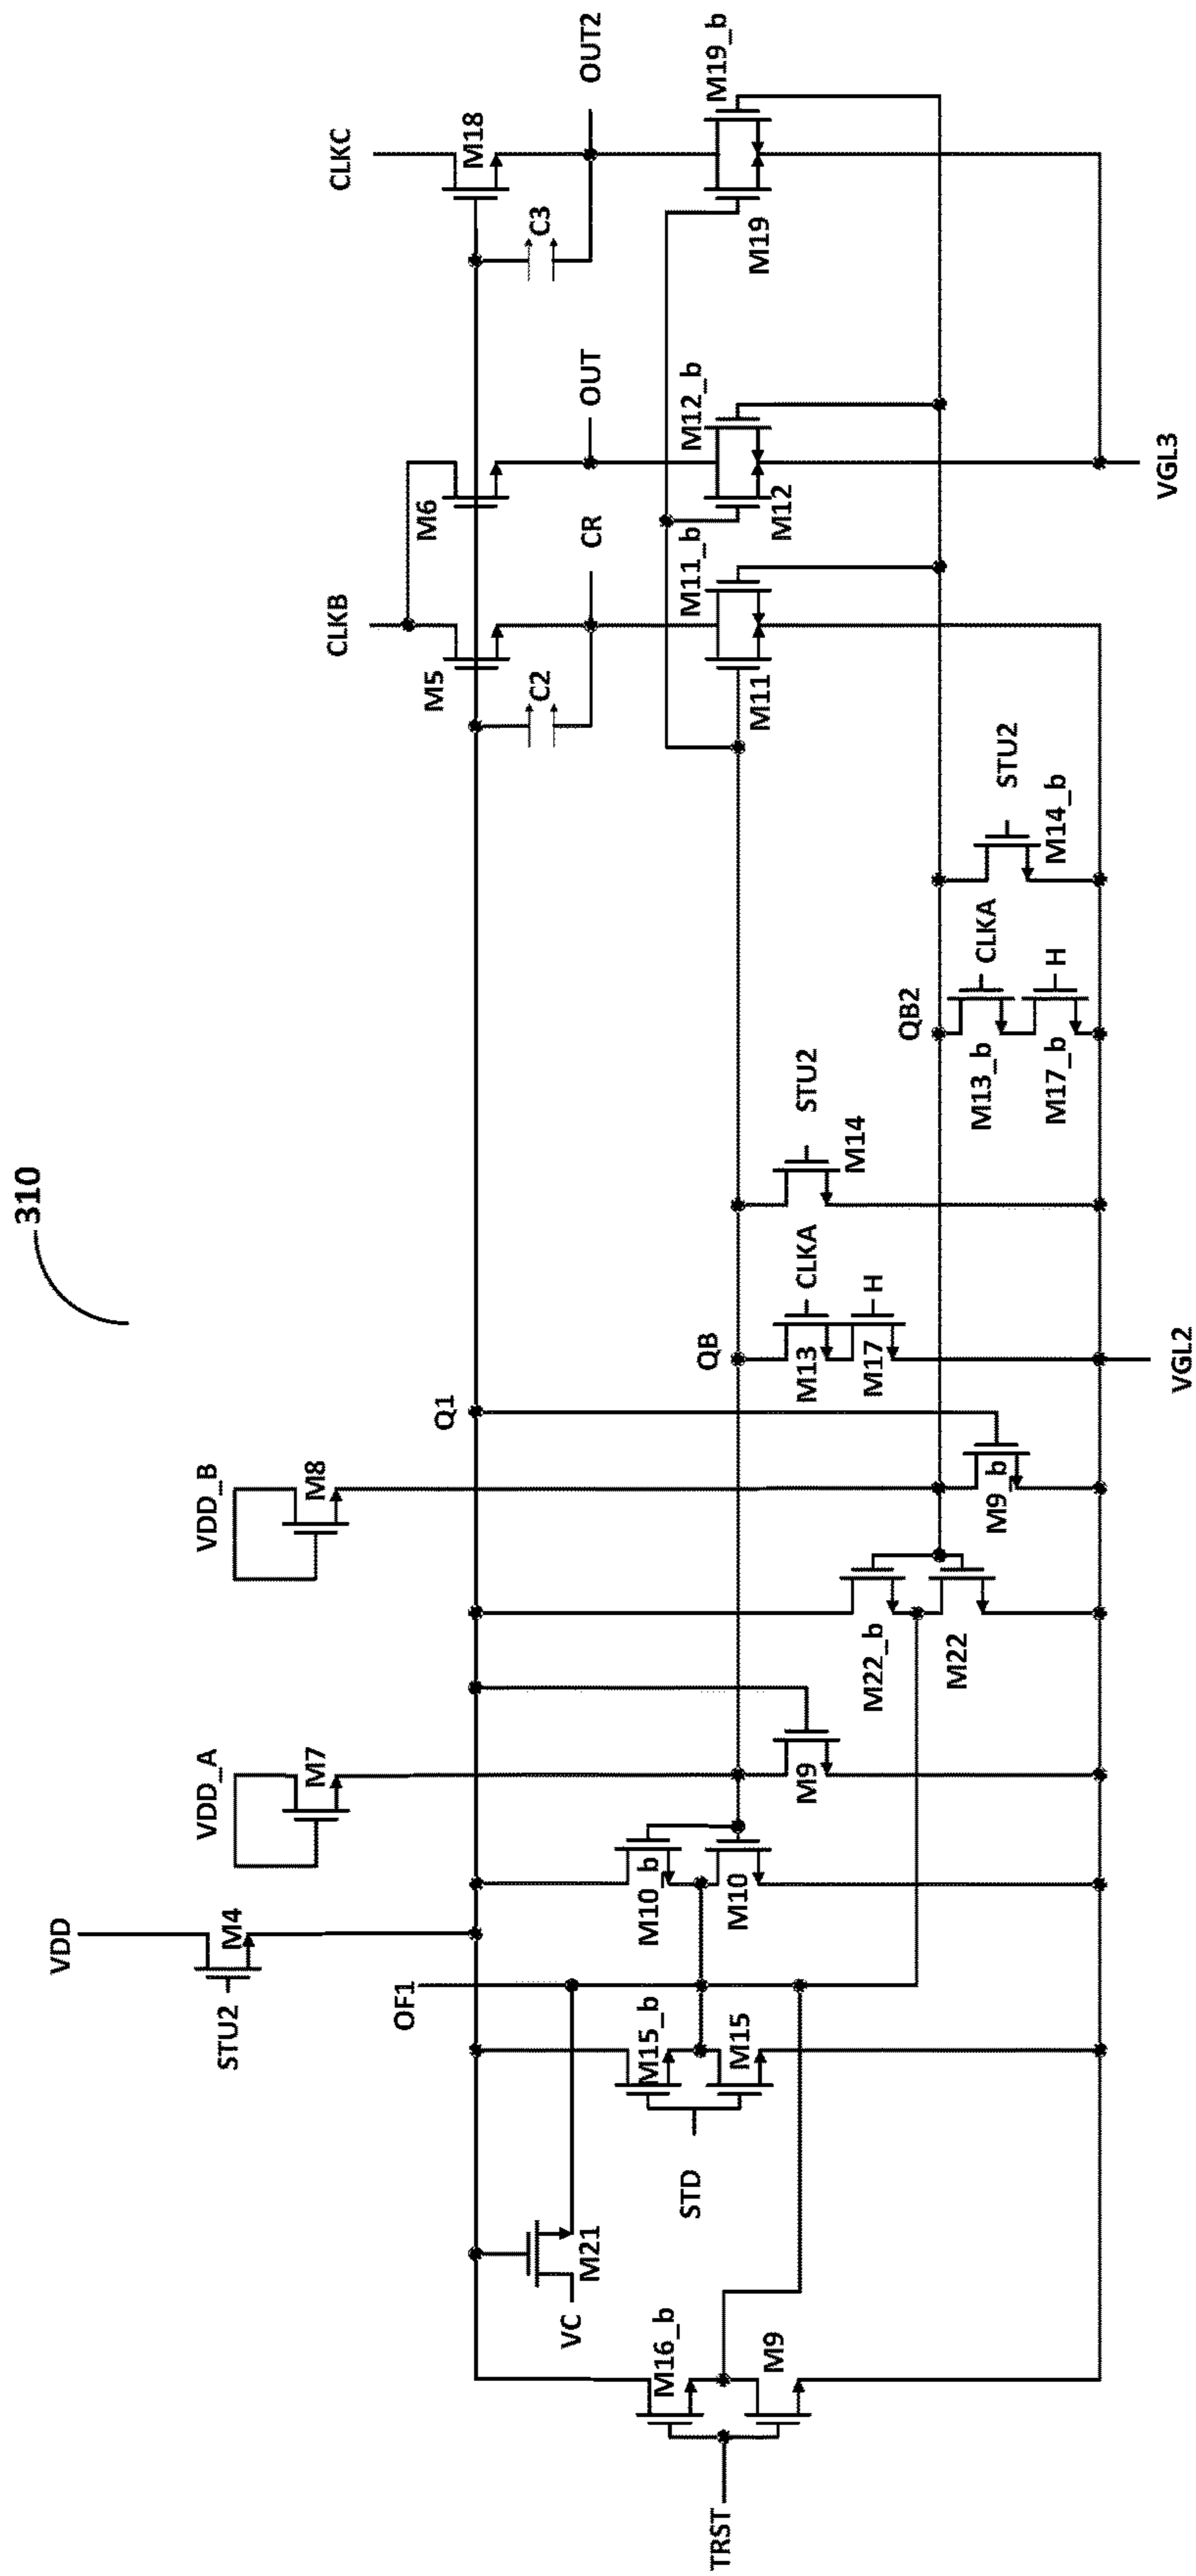 310
VDD
STU2
M4
VDD_A
M7
VDD_B
M8
Q1
CLKB
M5
M6
CLKC
M18
C2
C3
CR
OUT
OUT2
OF1
VC
M21
TRST
M16_b
M9
STD
M15_b
M15
M10_b
M10
M9
M22_b
M22
M9_b
QB
M13
CLKA
M17
H
M14
STU2
QB2
M13_b
CLKA
M17_b
H
M14_b
STU2
M11
M11_b
M12
M12_b
M19
M19_b
VGL2
VGL3